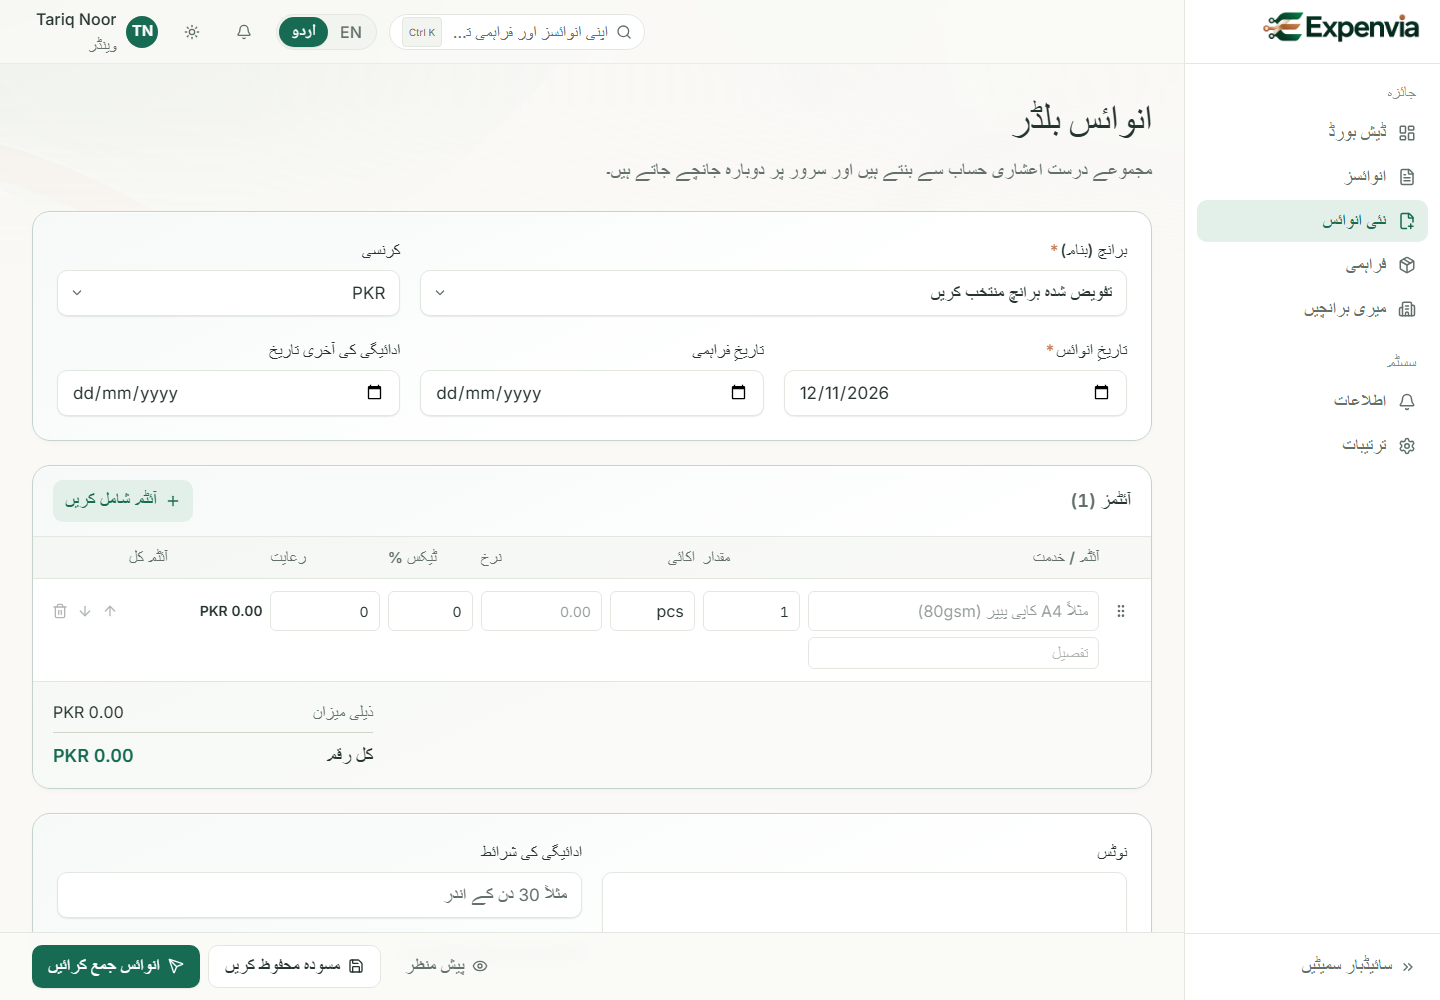 Expenvia
اپنی انوائسز اور فراہمی ت...
Ctrl K
EN
اردو
TN
Tariq Noor
وینڈر
جائزہ
ڈیش بورڈ
انوائسز
نئی انوائس
فراہمی
میری برانچیں
سسٹم
اطلاعات
ترتیبات
سائیڈبار سمیٹیں
انوائس بلڈر
مجموعے درست اعشاری حساب سے بنتے ہیں اور سرور پر دوبارہ جانچے جاتے ہیں۔
برانچ (بنام) *
کرنسی
تفویض شدہ برانچ منتخب کریں
PKR
تاریخِ انوائس *
تاریخِ فراہمی
ادائیگی کی آخری تاریخ
12/11/2026
dd/mm/yyyy
dd/mm/yyyy
آئٹمز (1)
+ آئٹم شامل کریں
آئٹم / خدمت
مقدار
اکائی
نرخ
ٹیکس %
رعایت
آئٹم کل
مثلاً A4 کاپی پیپر (80gsm)
1
pcs
0.00
0
0
PKR 0.00
تفصیل
ذیلی میزان
PKR 0.00
کل رقم
PKR 0.00
نوٹس
ادائیگی کی شرائط
مثلاً 30 دن کے اندر
پیش منظر
مسودہ محفوظ کریں
انوائس جمع کرائیں